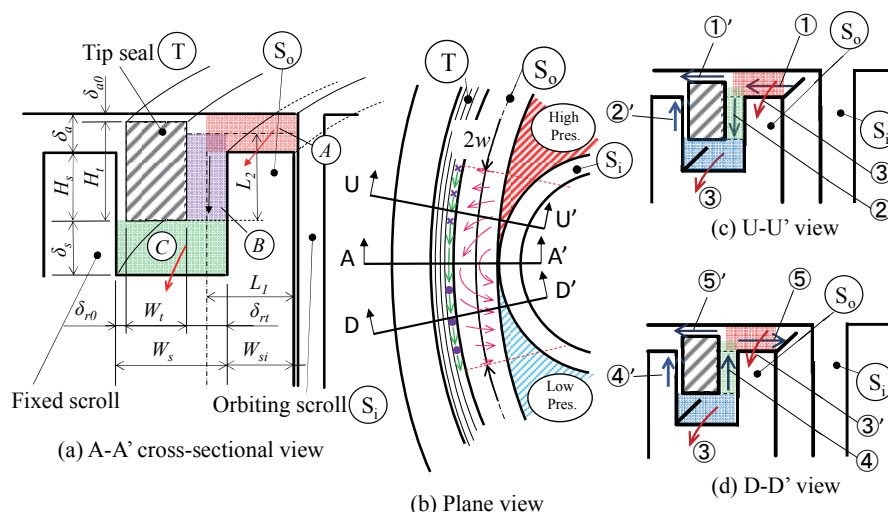 Tip seal T So
δa0
δa
Hs
Ht
δs
A
L2
B
C
L1
δr0 Wt δrt
Ws Wsi
Fixed scroll
Orbiting scroll Si
(a) A-A' cross-sectional view
T So
2w
High
Pres.
Si
U U'
A A'
D D'
Low
Pres.
(b) Plane view
①' ① So
②'
Si
③'
③ ②
(c) U-U' view
⑤' ⑤ So
④'
Si
③'
③ ④
(d) D-D' view